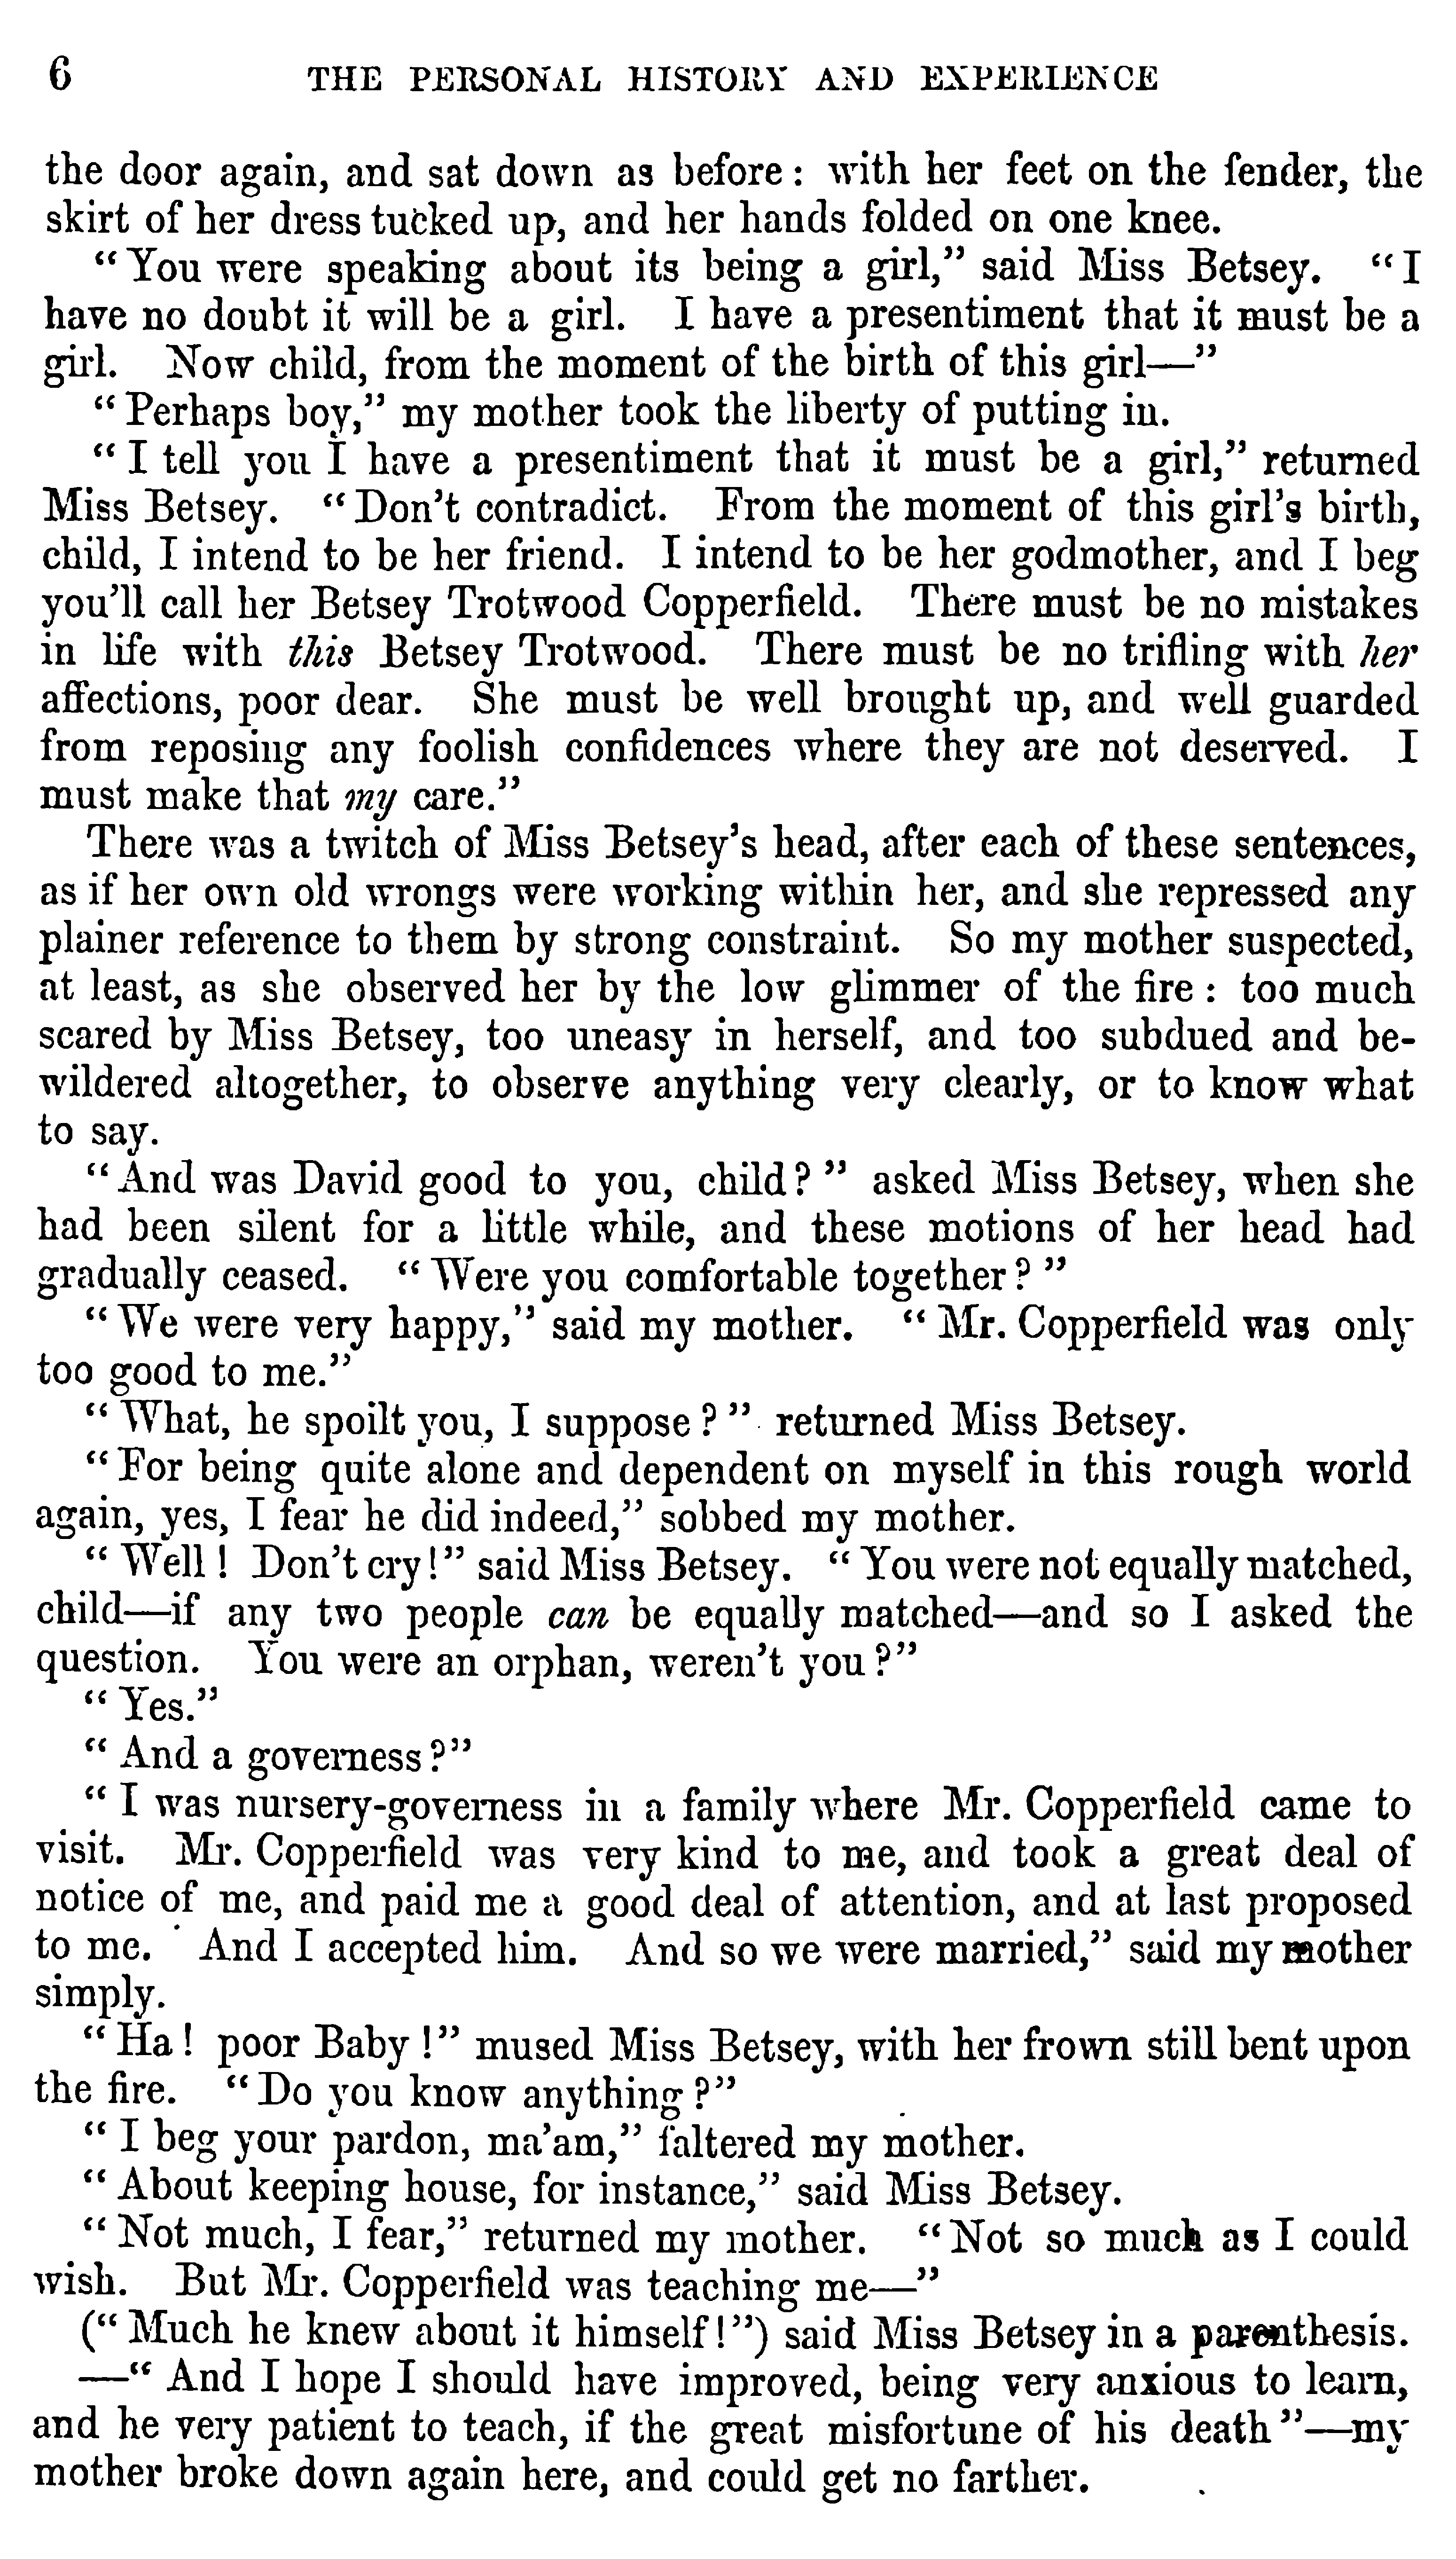 6 THE PERSONAL HISTORY AND EXPERIENCE
the door again, and sat down as before: with her feet on the fender, the
skirt of her dress tucked up, and her hands folded on one knee.
“You were speaking about its being a girl,” said Miss Betsey. “I
have no doubt it will be a girl. I have a presentiment that it must be a
girl. Now child, from the moment of the birth of this girl—”
“Perhaps boy,” my mother took the liberty of putting in.
“I tell you I have a presentiment that it must be a girl,” returned
Miss Betsey. “Don't contradict. From the moment of this girl's birth,
child, I intend to be her friend. I intend to be her godmother, and I beg
you'll call her Betsey Trotwood Copperfield. There must be no mistakes
in life with this Betsey Trotwood. There must be no trifling with her
affections, poor dear. She must be well brought up, and well guarded
from reposing any foolish confidences where they are not deserved. I
must make that my care.”
There was a twitch of Miss Betsey's head, after each of these sentences,
as if her own old wrongs were working within her, and she repressed any
plainer reference to them by strong constraint. So my mother suspected,
at least, as she observed her by the low glimmer of the fire: too much
scared by Miss Betsey, too uneasy in herself, and too subdued and be-
wildered altogether, to observe anything very clearly, or to know what
to say.
“And was David good to you, child?” asked Miss Betsey, when she
had been silent for a little while, and these motions of her head had
gradually ceased. “Were you comfortable together?”
“We were very happy,” said my mother. “Mr. Copperfield was only
too good to me.”
“What, he spoilt you, I suppose?” returned Miss Betsey.
“For being quite alone and dependent on myself in this rough world
again, yes, I fear he did indeed,” sobbed my mother.
“Well! Don't cry!” said Miss Betsey. “You were not equally matched,
child—if any two people can be equally matched—and so I asked the
question. You were an orphan, weren't you?”
“Yes.”
“And a governess?”
“I was nursery-governess in a family where Mr. Copperfield came to
visit. Mr. Copperfield was very kind to me, and took a great deal of
notice of me, and paid me a good deal of attention, and at last proposed
to me. And I accepted him. And so we were married,” said my mother
simply.
“Ha! poor Baby!” mused Miss Betsey, with her frown still bent upon
the fire. “Do you know anything?”
“I beg your pardon, ma'am,” faltered my mother.
“About keeping house, for instance,” said Miss Betsey.
“Not much, I fear,” returned my mother. “Not so much as I could
wish. But Mr. Copperfield was teaching me—”
(“Much he knew about it himself!”) said Miss Betsey in a parenthesis.
—“And I hope I should have improved, being very anxious to learn,
and he very patient to teach, if the great misfortune of his death”—my
mother broke down again here, and could get no farther.